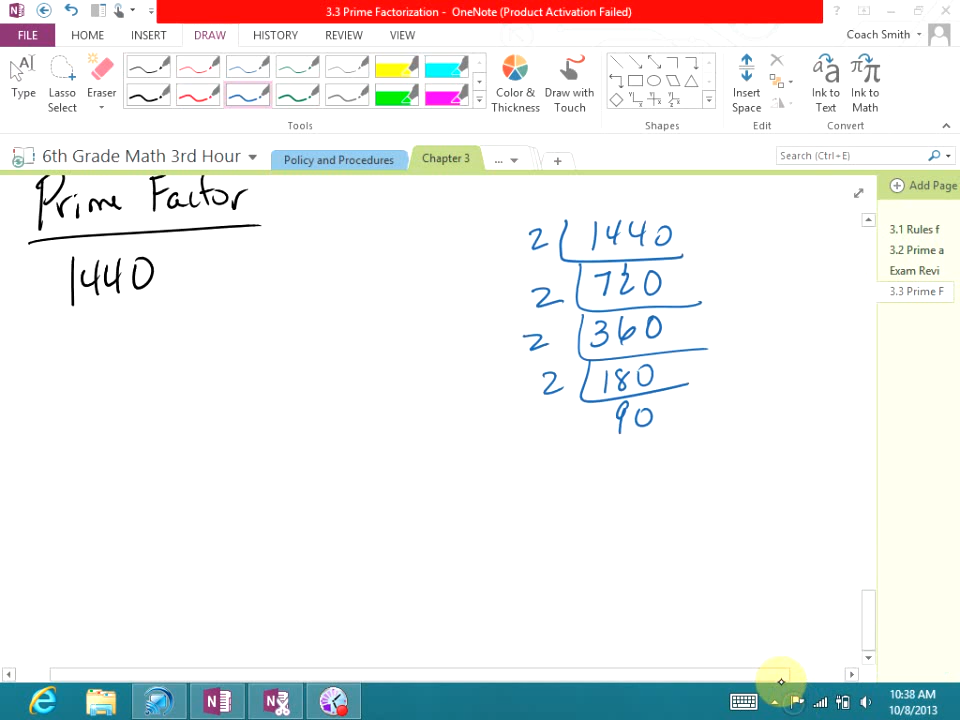 3.3 Prime Factorization - OneNote (Product Activation Failed)
FILE HOME INSERT DRAW HISTORY REVIEW VIEW Coach Smith
Type Lasso Select Eraser Color & Thickness Draw with Touch Insert Space Ink to Text Ink to Math
Tools Shapes Edit Convert
6th Grade Math 3rd Hour Policy and Procedures Chapter 3 ... + Search (Ctrl+E)
Add Page
3.1 Rules f
3.2 Prime a
Exam Revi
3.3 Prime F
Prime Factor
1440
2 1440
2 720
2 360
2 180
90
10:38 AM
10/8/2013